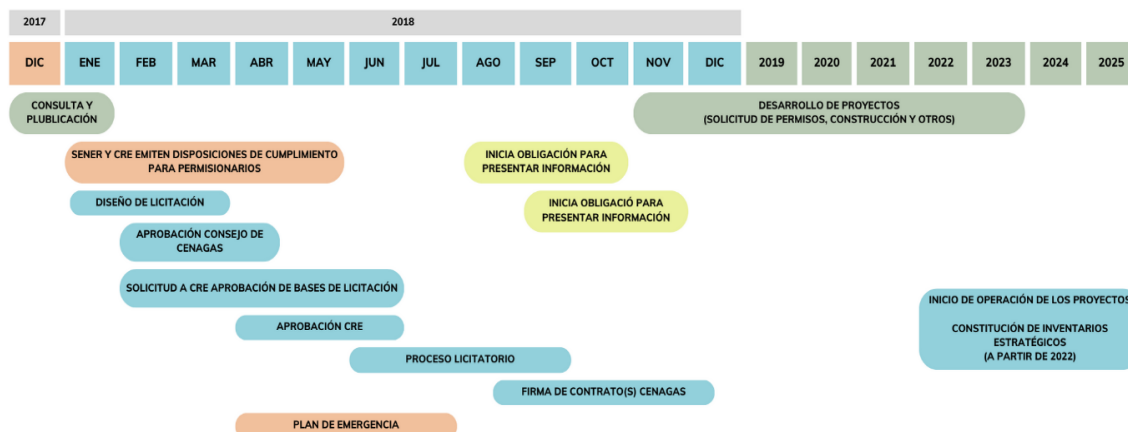 2017
2018
DIC
ENE
FEB
MAR
ABR
MAY
JUN
JUL
AGO
SEP
OCT
NOV
DIC
2019
2020
2021
2022
2023
2024
2025
CONSULTA Y
PLUBLICACIÓN
DESARROLLO DE PROYECTOS
(SOLICITUD DE PERMISOS, CONSTRUCCIÓN Y OTROS)
SENER Y CRE EMITEN DISPOSICIONES DE CUMPLIMIENTO
PARA PERMISIONARIOS
INICIA OBLIGACIÓN PARA
PRESENTAR INFORMACIÓN
DISEÑO DE LICITACIÓN
INICIA OBLIGACIÓ PARA
PRESENTAR INFORMACIÓN
APROBACIÓN CONSEJO DE
CENAGAS
SOLICITUD A CRE APROBACIÓN DE BASES DE LICITACIÓN
INICIO DE OPERACIÓN DE LOS PROYECTOS
CONSTITUCIÓN DE INVENTARIOS
ESTRATÉGICOS
(A PARTIR DE 2022)
APROBACIÓN CRE
PROCESO LICITATORIO
FIRMA DE CONTRATO(S) CENAGAS
PLAN DE EMERGENCIA